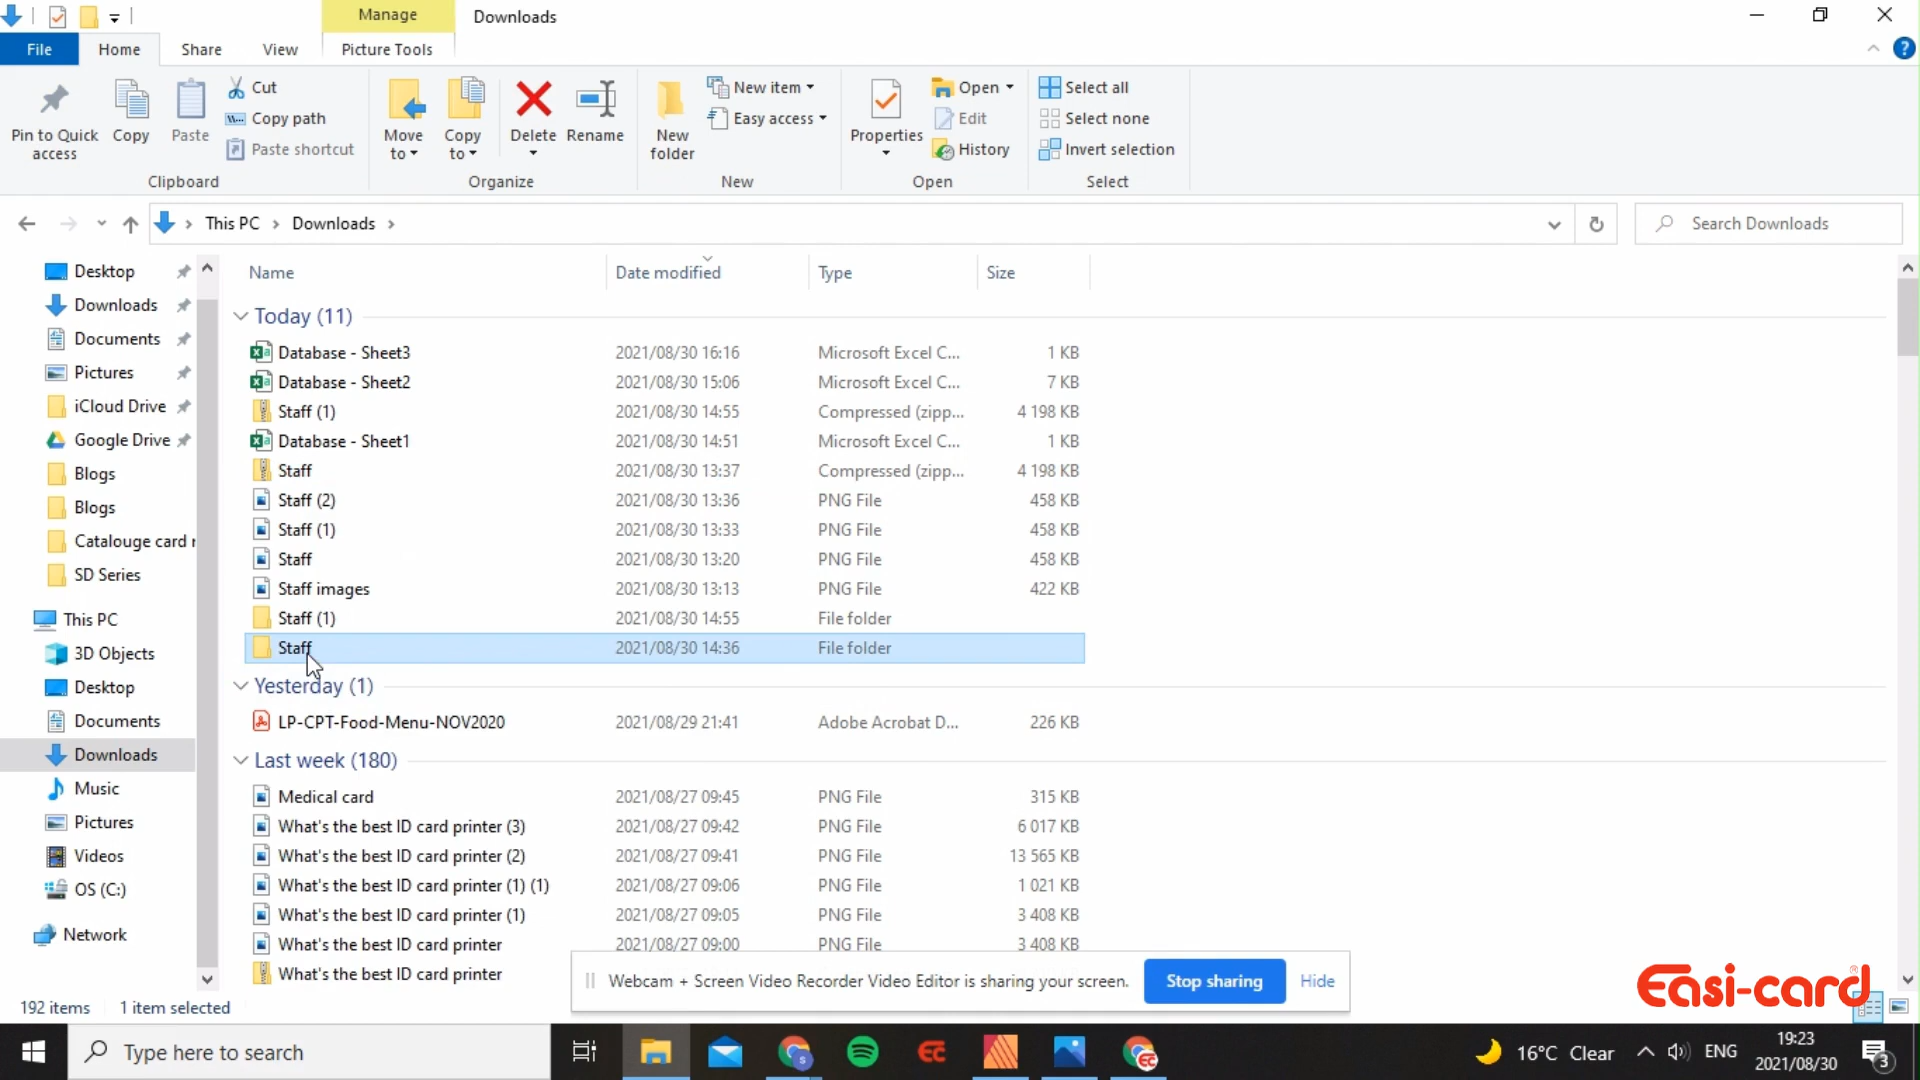 Manage
Downloads
File
Home
Share
View
Picture Tools
?
Pin to Quick access
Copy
Paste
Cut
Copy path
Paste shortcut
Clipboard
Move to
Copy to
Delete
Rename
Organize
New folder
New item
Easy access
New
Properties
Open
Edit
History
Open
Select all
Select none
Invert selection
Select
This PC > Downloads >
Search Downloads
Desktop
Downloads
Documents
Pictures
iCloud Drive
Google Drive
Blogs
Blogs
Catalouge card r
SD Series
This PC
3D Objects
Desktop
Documents
Downloads
Music
Pictures
Videos
OS (C:)
Network
Name Date modified Type Size
Today (11)
Database - Sheet3 2021/08/30 16:16 Microsoft Excel C... 1 KB
Database - Sheet2 2021/08/30 15:06 Microsoft Excel C... 7 KB
Staff (1) 2021/08/30 14:55 Compressed (zipp... 4 198 KB
Database - Sheet1 2021/08/30 14:51 Microsoft Excel C... 1 KB
Staff 2021/08/30 13:37 Compressed (zipp... 4 198 KB
Staff (2) 2021/08/30 13:36 PNG File 458 KB
Staff (1) 2021/08/30 13:33 PNG File 458 KB
Staff 2021/08/30 13:20 PNG File 458 KB
Staff images 2021/08/30 13:13 PNG File 422 KB
Staff (1) 2021/08/30 14:55 File folder
Staff 2021/08/30 14:36 File folder
Yesterday (1)
LP-CPT-Food-Menu-NOV2020 2021/08/29 21:41 Adobe Acrobat D... 226 KB
Last week (180)
Medical card 2021/08/27 09:45 PNG File 315 KB
What's the best ID card printer (3) 2021/08/27 09:42 PNG File 6 017 KB
What's the best ID card printer (2) 2021/08/27 09:41 PNG File 13 565 KB
What's the best ID card printer (1) (1) 2021/08/27 09:06 PNG File 1 021 KB
What's the best ID card printer (1) 2021/08/27 09:05 PNG File 3 408 KB
What's the best ID card printer 2021/08/27 09:00 PNG File 3 408 KB
What's the best ID card printer
Webcam + Screen Video Recorder Video Editor is sharing your screen. Stop sharing Hide
Easi-card®
192 items 1 item selected
Type here to search
16°C Clear
ENG
19:23
2021/08/30
3